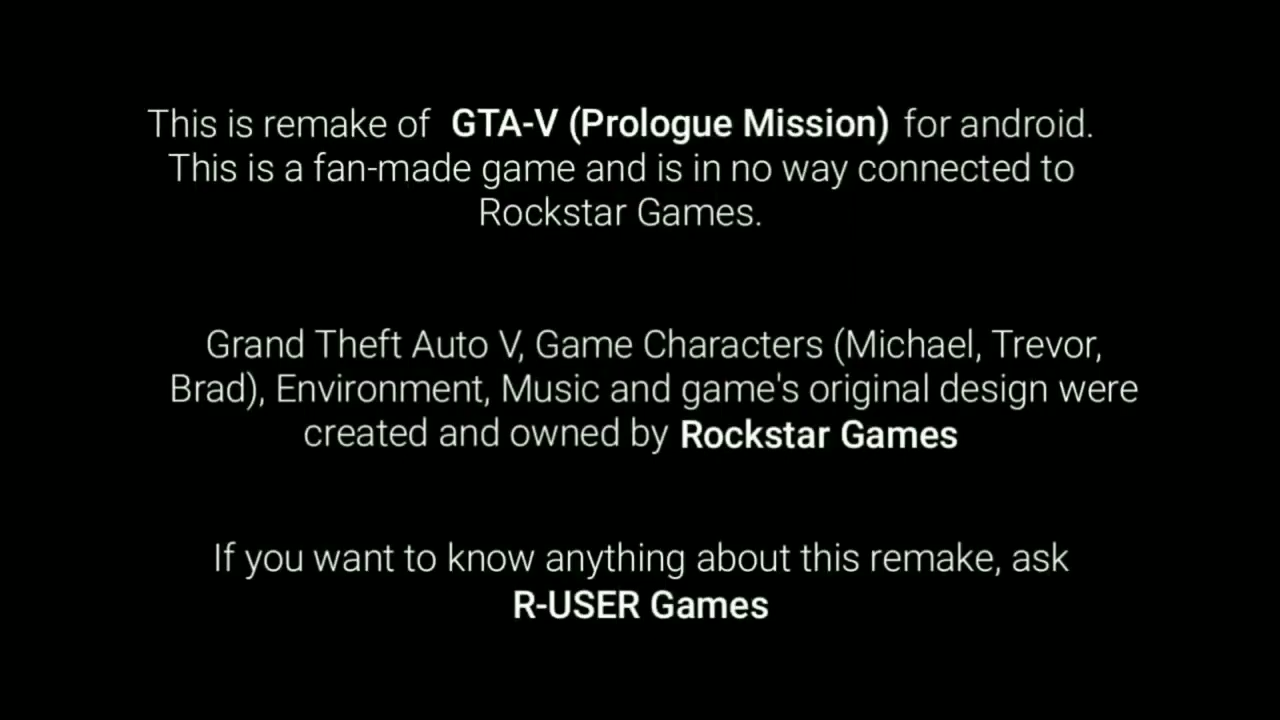 This is remake of GTA-V (Prologue Mission) for android.
This is a fan-made game and is in no way connected to
Rockstar Games.
Grand Theft Auto V, Game Characters (Michael, Trevor,
Brad), Environment, Music and game's original design were
created and owned by Rockstar Games
If you want to know anything about this remake, ask
R-USER Games